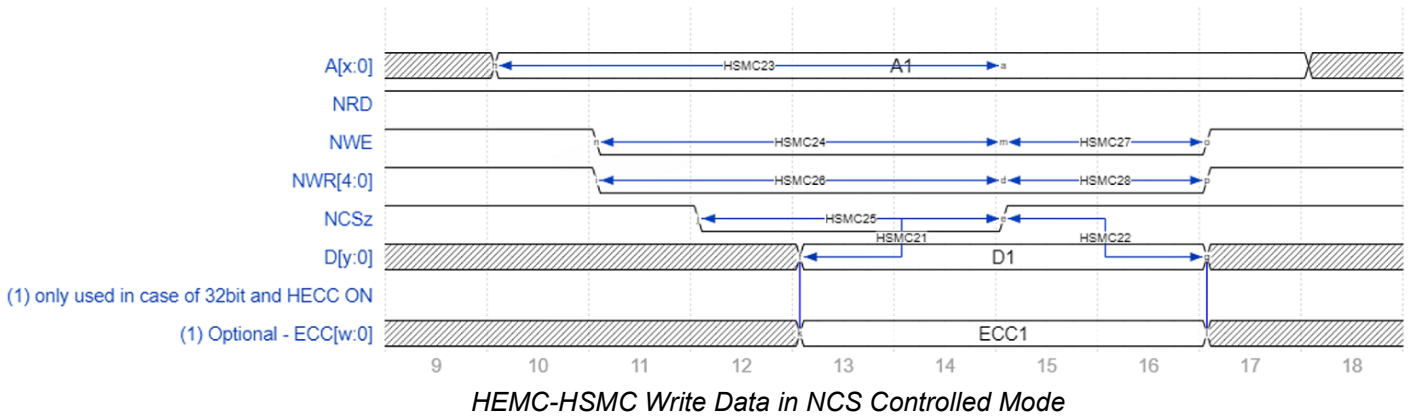 A[x:0] HSMC23 A1
NRD
NWE HSMC24 HSMC27
NWR[4:0] HSMC26 HSMC28
NCSz HSMC25
HSMC21 HSMC22
D[y:0] D1
(1) only used in case of 32bit and HECC ON
(1) Optional - ECC[w:0] ECC1
9 10 11 12 13 14 15 16 17 18
HEMC-HSMC Write Data in NCS Controlled Mode